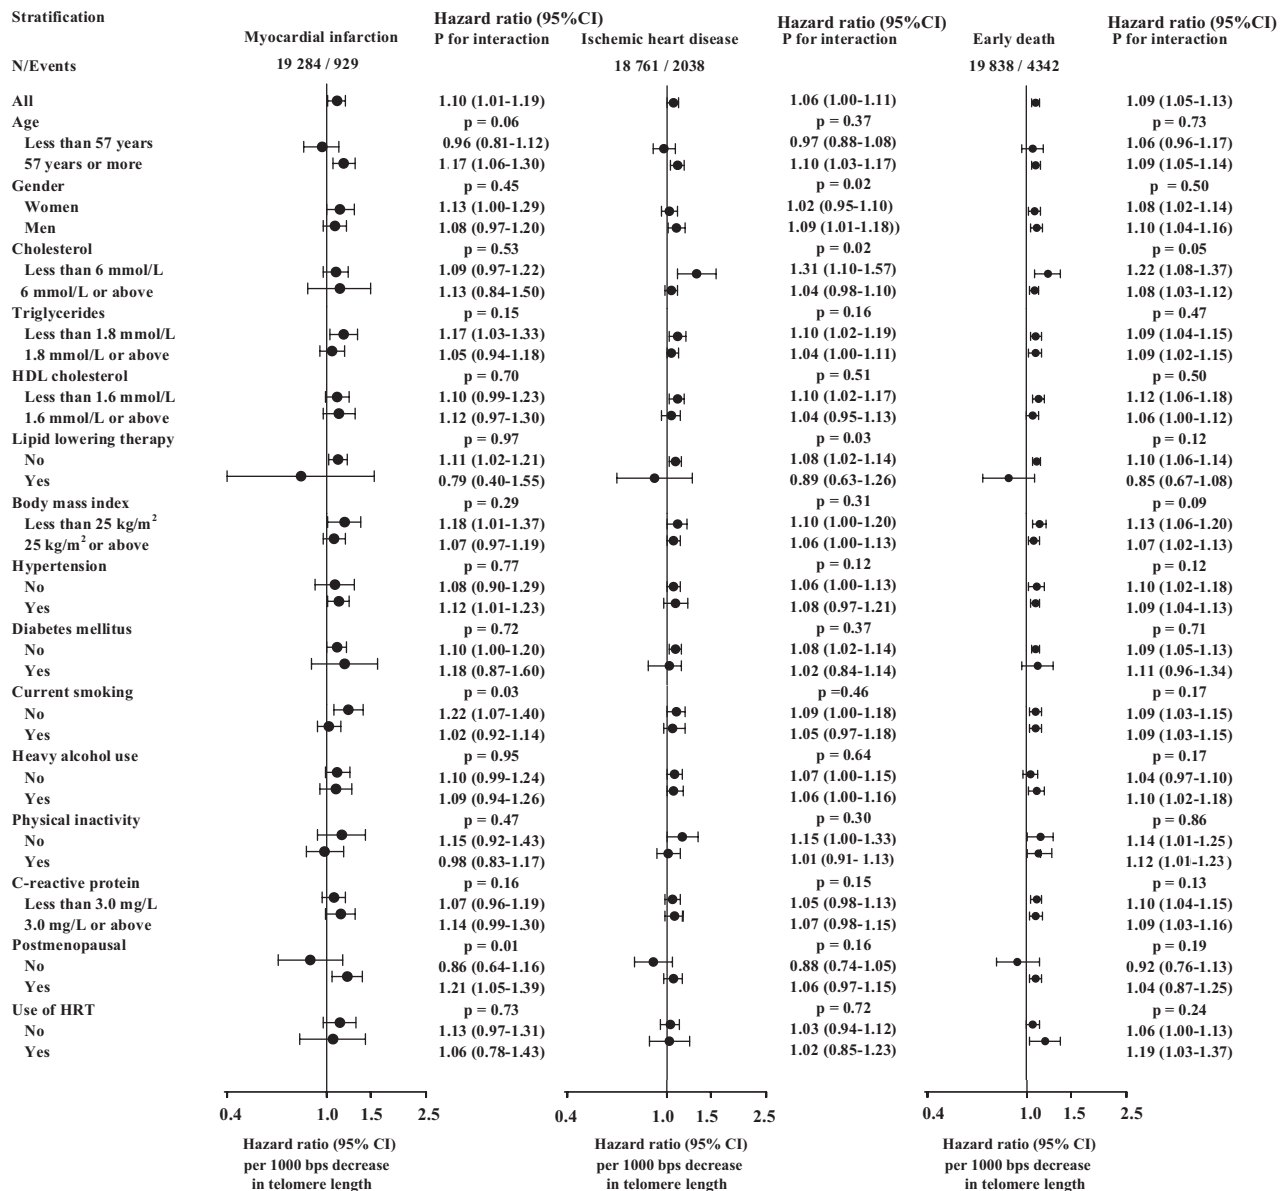 Stratification Hazard ratio (95%CI) Hazard ratio (95%CI) Hazard ratio (95%CI)
Myocardial infarction P for interaction Ischemic heart disease P for interaction Early death P for interaction
N/Events 19 284 / 929 18 761 / 2038 19 838 / 4342
All 1.10 (1.01-1.19) 1.06 (1.00-1.11) 1.09 (1.05-1.13)
Age p = 0.06 p = 0.37 p = 0.73
Less than 57 years 0.96 (0.81-1.12) 0.97 (0.88-1.08) 1.06 (0.96-1.17)
57 years or more 1.17 (1.06-1.30) 1.10 (1.03-1.17) 1.09 (1.05-1.14)
Gender p = 0.45 p = 0.02 p = 0.50
Women 1.13 (1.00-1.29) 1.02 (0.95-1.10) 1.08 (1.02-1.14)
Men 1.08 (0.97-1.20) 1.09 (1.01-1.18)) 1.10 (1.04-1.16)
Cholesterol p = 0.53 p = 0.02 p = 0.05
Less than 6 mmol/L 1.09 (0.97-1.22) 1.31 (1.10-1.57) 1.22 (1.08-1.37)
6 mmol/L or above 1.13 (0.84-1.50) 1.04 (0.98-1.10) 1.08 (1.03-1.12)
Triglycerides p = 0.15 p = 0.16 p = 0.47
Less than 1.8 mmol/L 1.17 (1.03-1.33) 1.10 (1.02-1.19) 1.09 (1.04-1.15)
1.8 mmol/L or above 1.05 (0.94-1.18) 1.04 (1.00-1.11) 1.09 (1.02-1.15)
HDL cholesterol p = 0.70 p = 0.51 p = 0.50
Less than 1.6 mmol/L 1.10 (0.99-1.23) 1.10 (1.02-1.17) 1.12 (1.06-1.18)
1.6 mmol/L or above 1.12 (0.97-1.30) 1.04 (0.95-1.13) 1.06 (1.00-1.12)
Lipid lowering therapy p = 0.97 p = 0.03 p = 0.12
No 1.11 (1.02-1.21) 1.08 (1.02-1.14) 1.10 (1.06-1.14)
Yes 0.79 (0.40-1.55) 0.89 (0.63-1.26) 0.85 (0.67-1.08)
Body mass index p = 0.29 p = 0.31 p = 0.09
Less than 25 kg/m² 1.18 (1.01-1.37) 1.10 (1.00-1.20) 1.13 (1.06-1.20)
25 kg/m² or above 1.07 (0.97-1.19) 1.06 (1.00-1.13) 1.07 (1.02-1.13)
Hypertension p = 0.77 p = 0.12 p = 0.12
No 1.08 (0.90-1.29) 1.06 (1.00-1.13) 1.10 (1.02-1.18)
Yes 1.12 (1.01-1.23) 1.08 (0.97-1.21) 1.09 (1.04-1.13)
Diabetes mellitus p = 0.72 p = 0.37 p = 0.71
No 1.10 (1.00-1.20) 1.08 (1.02-1.14) 1.09 (1.05-1.13)
Yes 1.18 (0.87-1.60) 1.02 (0.84-1.14) 1.11 (0.96-1.34)
Current smoking p = 0.03 p =0.46 p = 0.17
No 1.22 (1.07-1.40) 1.09 (1.00-1.18) 1.09 (1.03-1.15)
Yes 1.02 (0.92-1.14) 1.05 (0.97-1.18) 1.09 (1.03-1.15)
Heavy alcohol use p = 0.95 p = 0.64 p = 0.17
No 1.10 (0.99-1.24) 1.07 (1.00-1.15) 1.04 (0.97-1.10)
Yes 1.09 (0.94-1.26) 1.06 (1.00-1.16) 1.10 (1.02-1.18)
Physical inactivity p = 0.47 p = 0.30 p = 0.86
No 1.15 (0.92-1.43) 1.15 (1.00-1.33) 1.14 (1.01-1.25)
Yes 0.98 (0.83-1.17) 1.01 (0.91- 1.13) 1.12 (1.01-1.23)
C-reactive protein p = 0.16 p = 0.15 p = 0.13
Less than 3.0 mg/L 1.07 (0.96-1.19) 1.05 (0.98-1.13) 1.10 (1.04-1.15)
3.0 mg/L or above 1.14 (0.99-1.30) 1.07 (0.98-1.15) 1.09 (1.03-1.16)
Postmenopausal p = 0.01 p = 0.16 p = 0.19
No 0.86 (0.64-1.16) 0.88 (0.74-1.05) 0.92 (0.76-1.13)
Yes 1.21 (1.05-1.39) 1.06 (0.97-1.15) 1.04 (0.87-1.25)
Use of HRT p = 0.73 p = 0.72 p = 0.24
No 1.13 (0.97-1.31) 1.03 (0.94-1.12) 1.06 (1.00-1.13)
Yes 1.06 (0.78-1.43) 1.02 (0.85-1.23) 1.19 (1.03-1.37)
0.4 1.0 1.5 2.5 0.4 1.0 1.5 2.5 0.4 1.0 1.5 2.5
Hazard ratio (95% CI) Hazard ratio (95% CI) Hazard ratio (95% CI)
per 1000 bps decrease per 1000 bps decrease per 1000 bps decrease
in telomere length in telomere length in telomere length